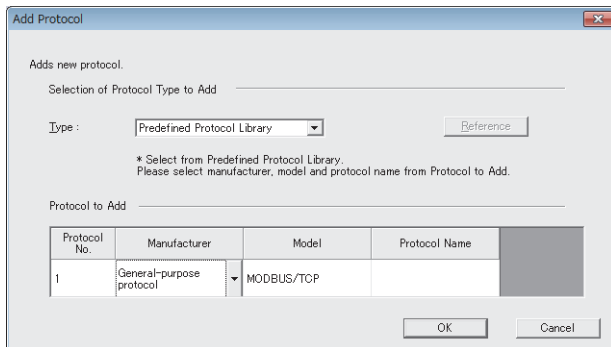 Add Protocol
Adds new protocol.
Selection of Protocol Type to Add
Type :
Predefined Protocol Library
Reference
* Select from Predefined Protocol Library.
Please select manufacturer, model and protocol name from Protocol to Add.
Protocol to Add
Protocol
No.
Manufacturer
Model
Protocol Name
1
General-purpose
protocol
MODBUS/TCP
OK
Cancel